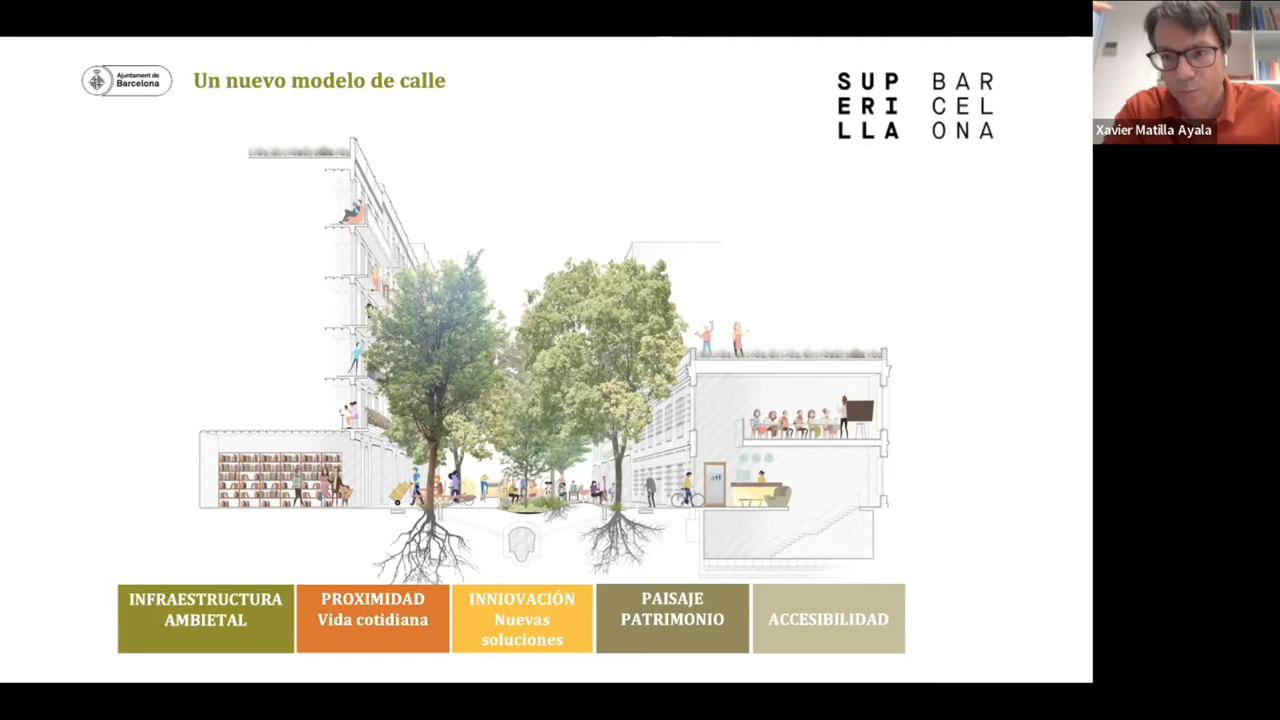 Ajuntament de
Barcelona
Un nuevo modelo de calle
SUP BAR
ERI CEL
LLA ONA
Xavier Matilla Ayala
INFRAESTRUCTURA
AMBIETAL
PROXIMIDAD
Vida cotidiana
INNIOVACIÓN
Nuevas
soluciones
PAISAJE
PATRIMONIO
ACCESIBILIDAD